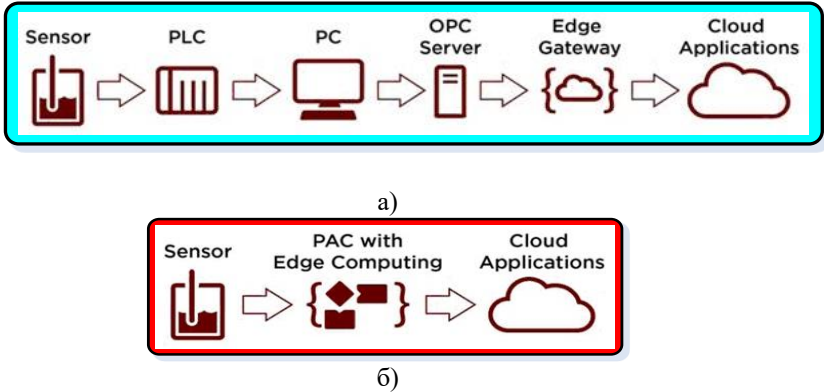 Sensor
PLC
PC
OPC
Server
Edge
Gateway
Cloud
Applications
а)
Sensor
PAC with
Edge Computing
Cloud
Applications
б)